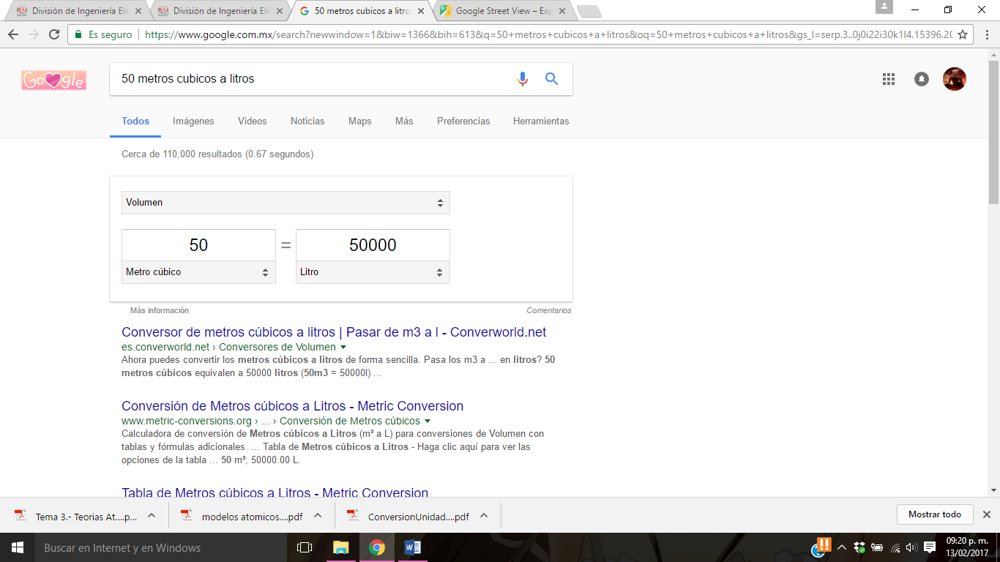 División de Ingeniería Elé
División de Ingeniería Elé
50 metros cubicos a litro
Google Street View – Exp
Es seguro
https://www.google.com.mx/search?newwindow=1&biw=1366&bih=613&q=50+metros+cubicos+a+litros&oq=50+metros+cubicos+a+litros&gs_l=serp.3..0j0i22i30k1l4.15396.20
Google
50 metros cubicos a litros
Todos Imágenes Videos Noticias Maps Más Preferencias Herramientas
Cerca de 110,000 resultados (0.67 segundos)
Volumen
50 = 50000
Metro cúbico Litro
Más información Comentarios
Conversor de metros cúbicos a litros | Pasar de m3 a l - Converworld.net
es.converworld.net › Conversores de Volumen
Ahora puedes convertir los metros cúbicos a litros de forma sencilla. Pasa los m3 a ... en litros? 50
metros cúbicos equivalen a 50000 litros (50m3 = 50000l) ...
Conversión de Metros cúbicos a Litros - Metric Conversion
www.metric-conversions.org › ... › Conversión de Metros cúbicos
Calculadora de conversión de Metros cúbicos a Litros (m³ a L) para conversiones de Volumen con
tablas y fórmulas adicionales. ... Tabla de Metros cúbicos a Litros - Haga clic aquí para ver las
opciones de la tabla ... 50 m³, 50000.00 L.
Tabla de Metros cúbicos a Litros - Metric Conversion
Tema 3.- Teorias At....p...
modelos atomicos....pdf
ConversionUnidad....pdf
Mostrar todo
Buscar en Internet y en Windows
09:20 p. m.
13/02/2017